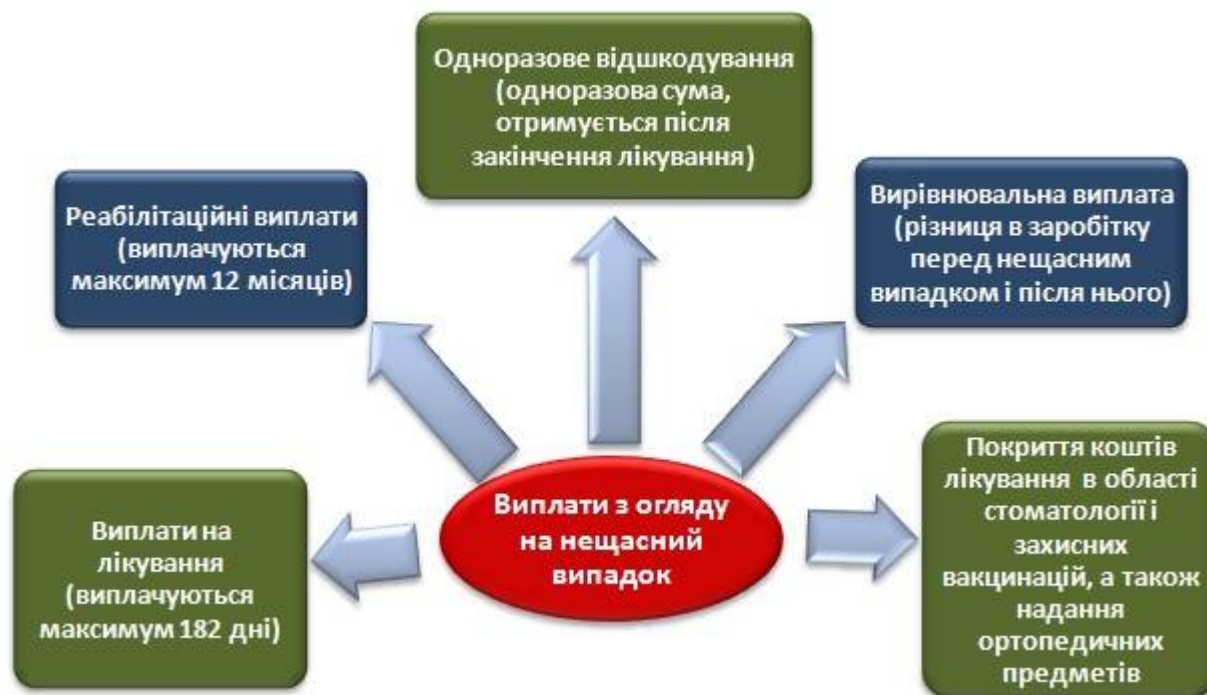 Одноразове відшкодування
(одноразова сума,
отримується після
закінчення лікування)
Реабілітаційні виплати
(виплачуються
максимум 12 місяців)
Вирівнювальна виплата
(різниця в заробітку
перед нещасним
випадком і після нього)
Виплати на
лікування
(виплачуються
максимум 182 дні)
Виплати з огляду
на нещасний
випадок
Покриття коштів
лікування в області
стоматології і
захисних
вакцинацій, а також
надання
ортопедичних
предметів